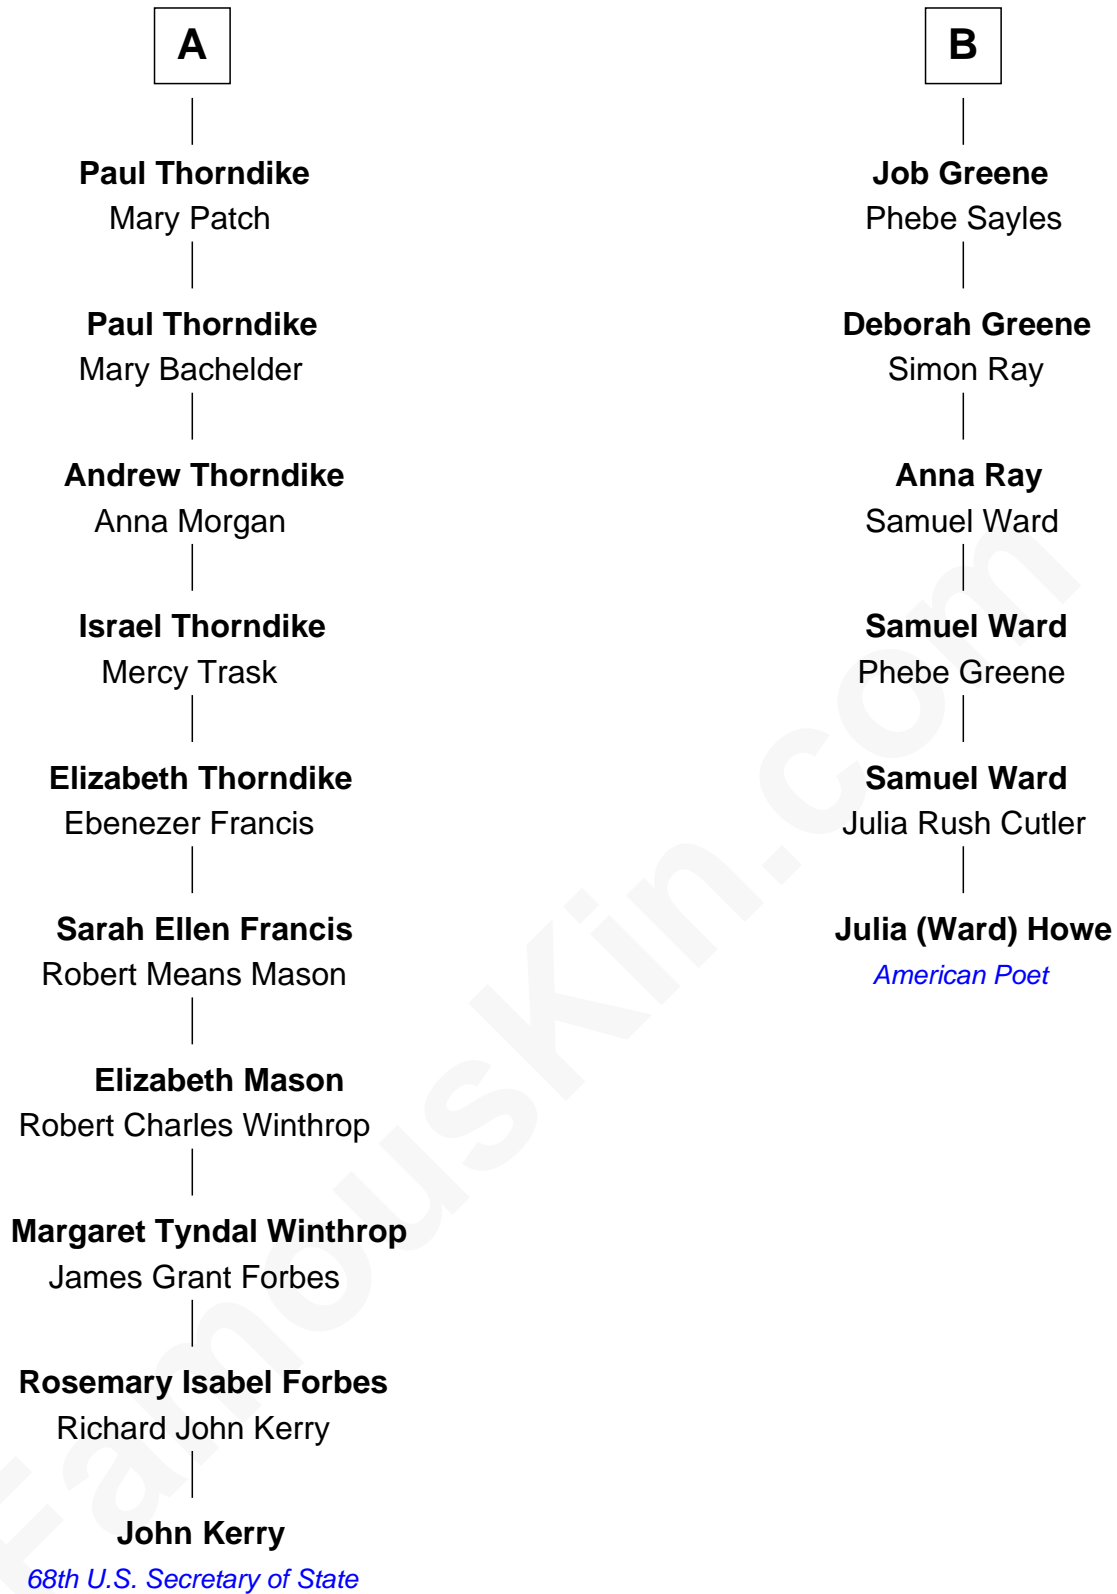 A
Paul Thorndike
Mary Patch
Paul Thorndike
Mary Bachelder
Andrew Thorndike
Anna Morgan
Israel Thorndike
Mercy Trask
Elizabeth Thorndike
Ebenezer Francis
Sarah Ellen Francis
Robert Means Mason
Elizabeth Mason
Robert Charles Winthrop
Margaret Tyndal Winthrop
James Grant Forbes
Rosemary Isabel Forbes
Richard John Kerry
John Kerry
68th U.S. Secretary of State
B
Job Greene
Phebe Sayles
Deborah Greene
Simon Ray
Anna Ray
Samuel Ward
Samuel Ward
Phebe Greene
Samuel Ward
Julia Rush Cutler
Julia (Ward) Howe
American Poet
FamousKin.com